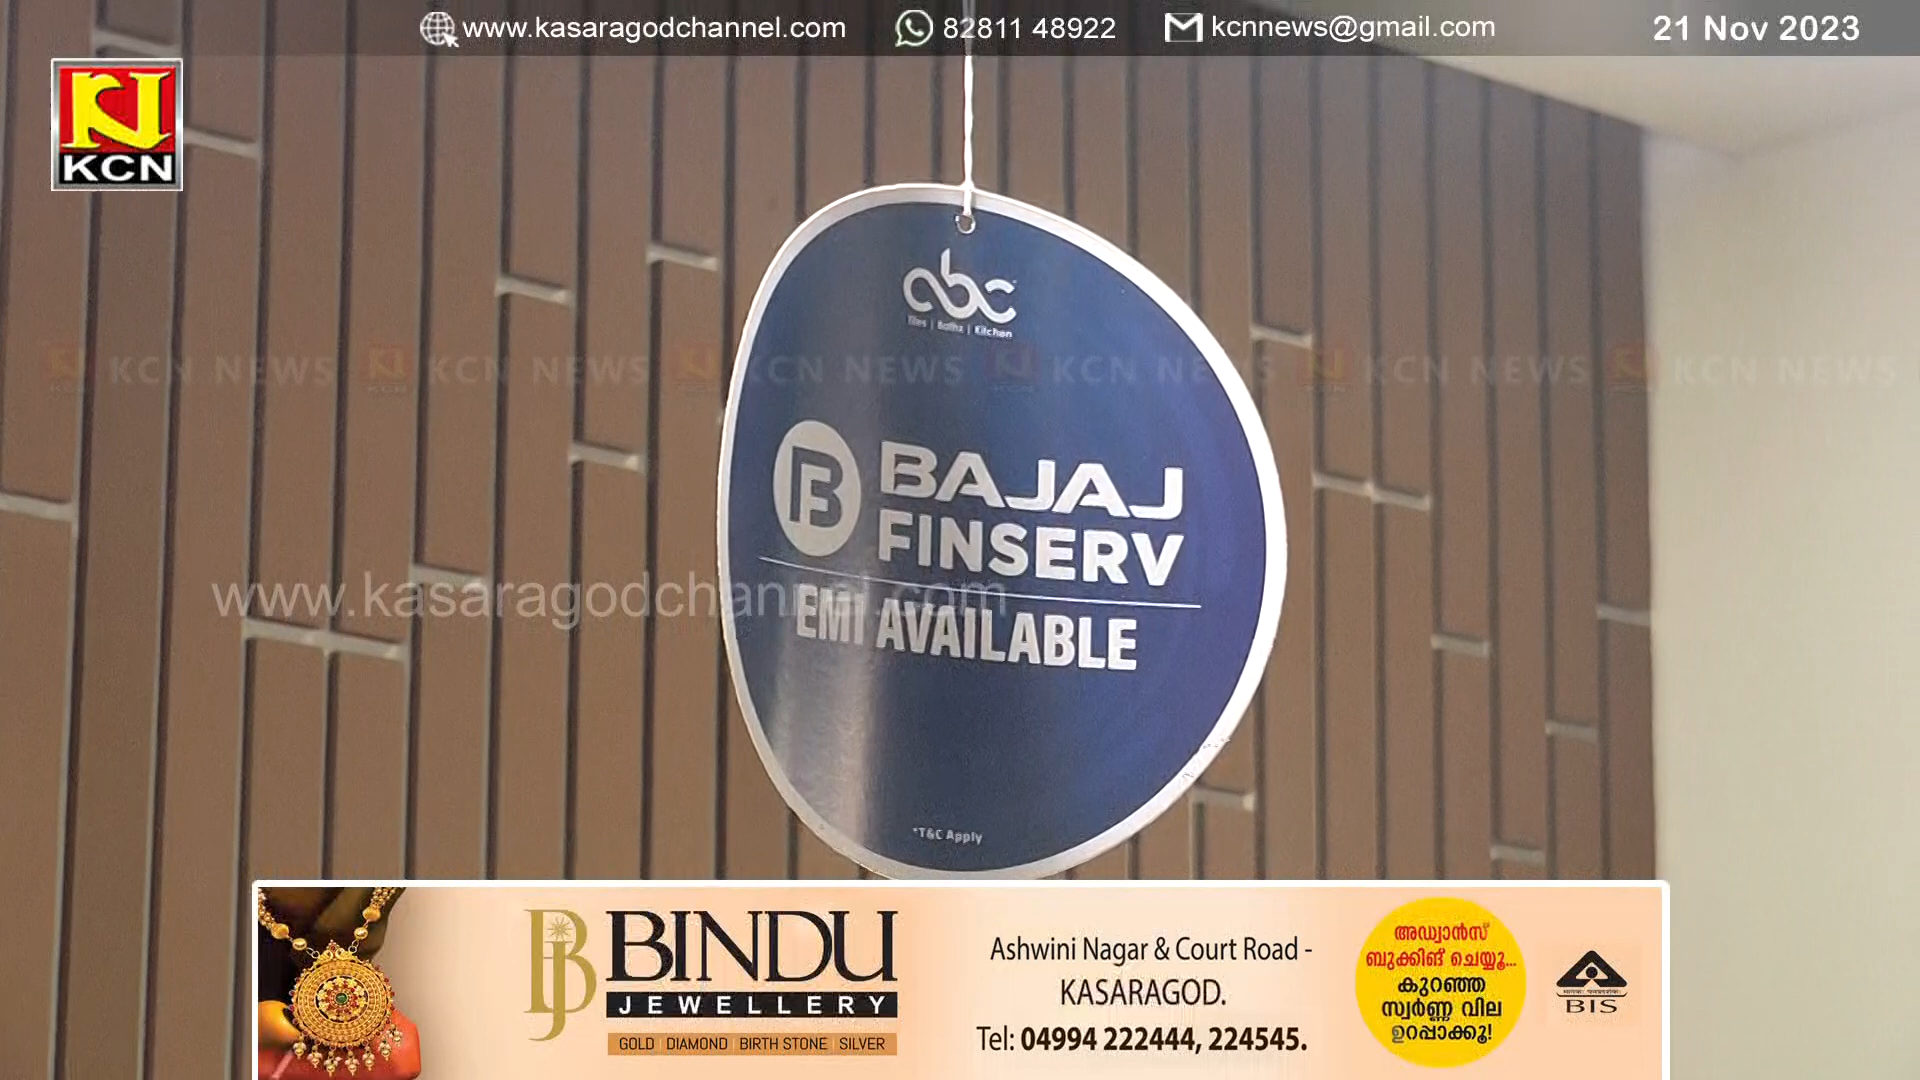 www.kasaragodchannel.com 82811 48922 kcnnews@gmail.com 21 Nov 2023
KCN
abc
Tiles | Baths | Kitchen
KCN NEWS KCN NEWS KCN NEWS KCN NEWS KCN NEWS KCN NEWS
BAJAJ
FINSERV
www.kasaragodchannel.com
EMI AVAILABLE
*T&C Apply
BINDU
JEWELLERY
GOLD | DIAMOND | BIRTH STONE | SILVER
Ashwini Nagar & Court Road -
KASARAGOD.
Tel: 04994 222444, 224545.
അഡ്വാൻസ്
ബുക്കിങ് ചെയ്യൂ...
കുറഞ്ഞ
സ്വർണ്ണ വില
ഉറപ്പാക്കൂ!
BIS